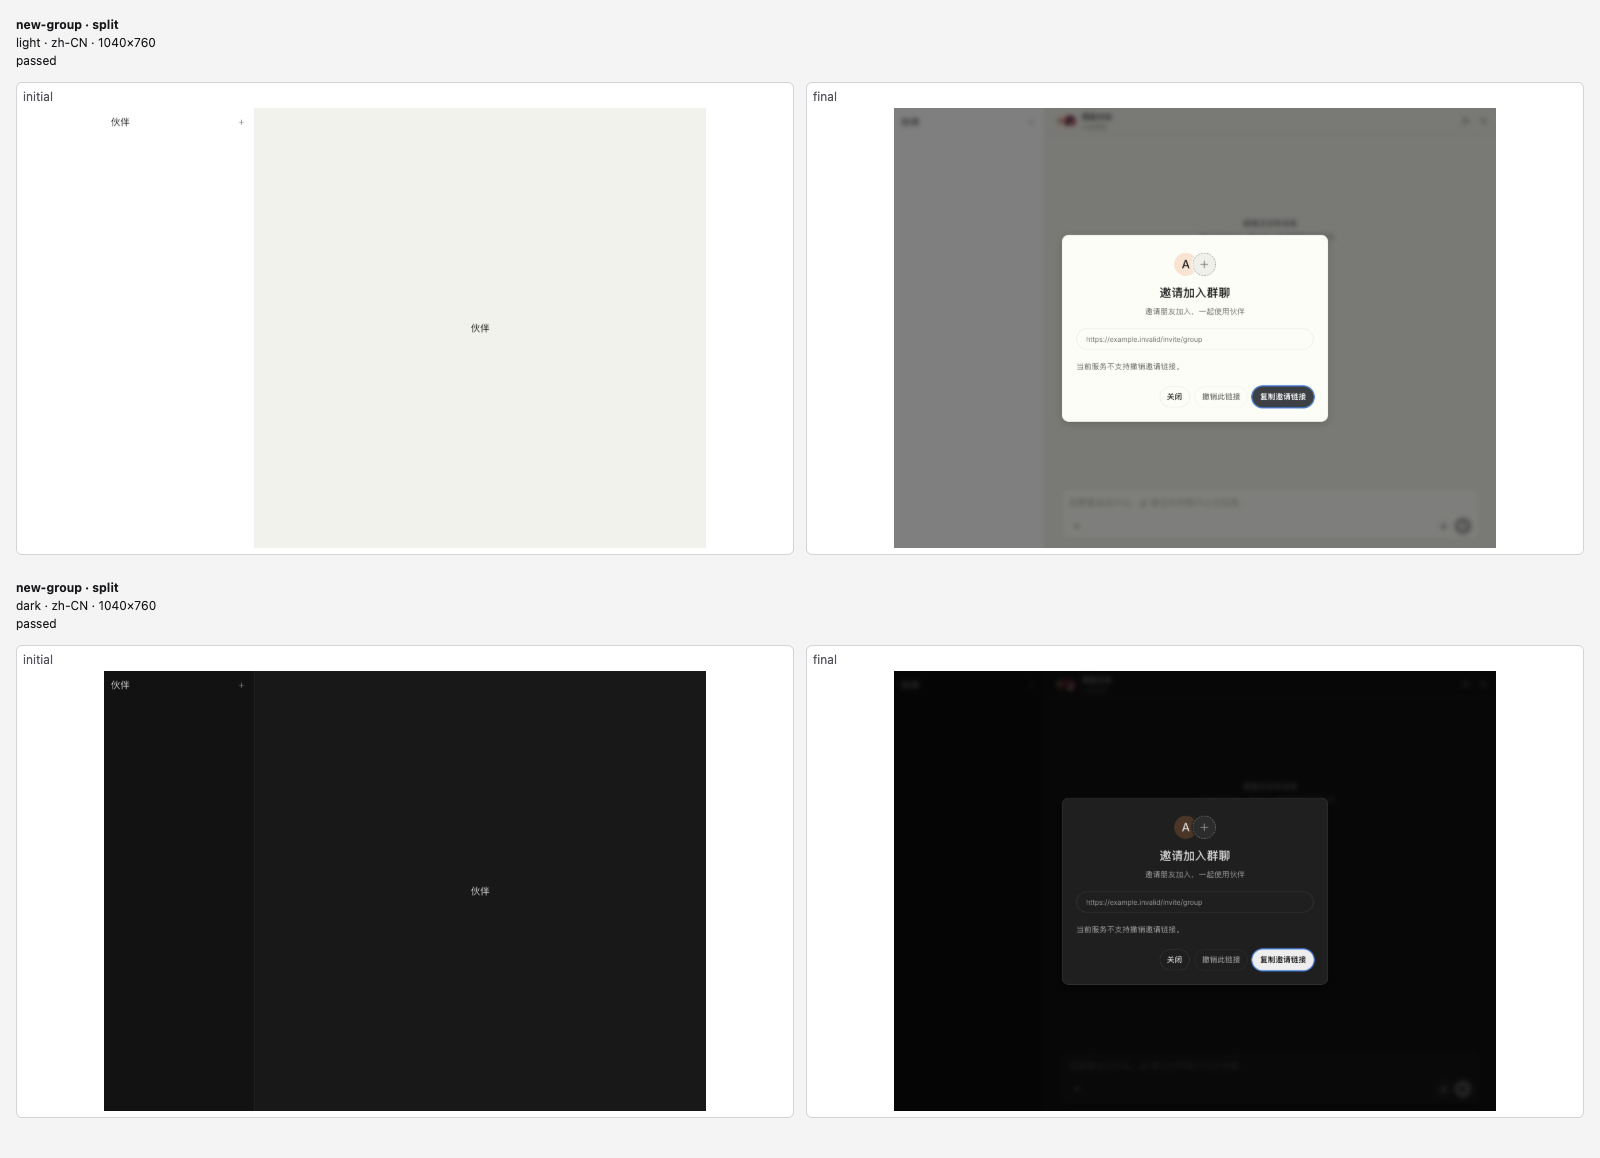 new-group · split
light · zh-CN · 1040×760
passed
initial
伙伴 +
伙伴
final
A +
邀请加入群聊
邀请朋友加入，一起使用伙伴
https://example.invalid/invite/group
当前服务不支持撤销邀请链接。
关闭 撤销此链接 复制邀请链接
new-group · split
dark · zh-CN · 1040×760
passed
initial
伙伴 +
伙伴
final
A +
邀请加入群聊
邀请朋友加入，一起使用伙伴
https://example.invalid/invite/group
当前服务不支持撤销邀请链接。
关闭 撤销此链接 复制邀请链接